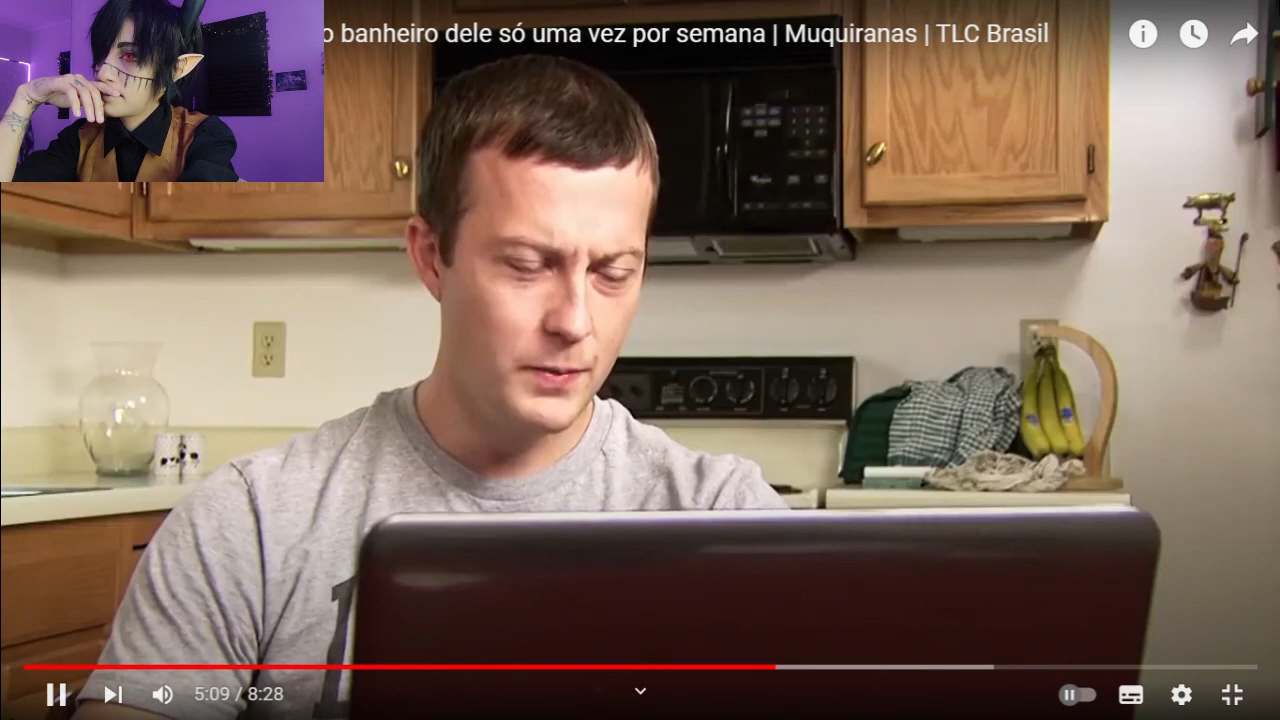 o banheiro dele só uma vez por semana | Muquiranas | TLC Brasil
5:09 / 8:28